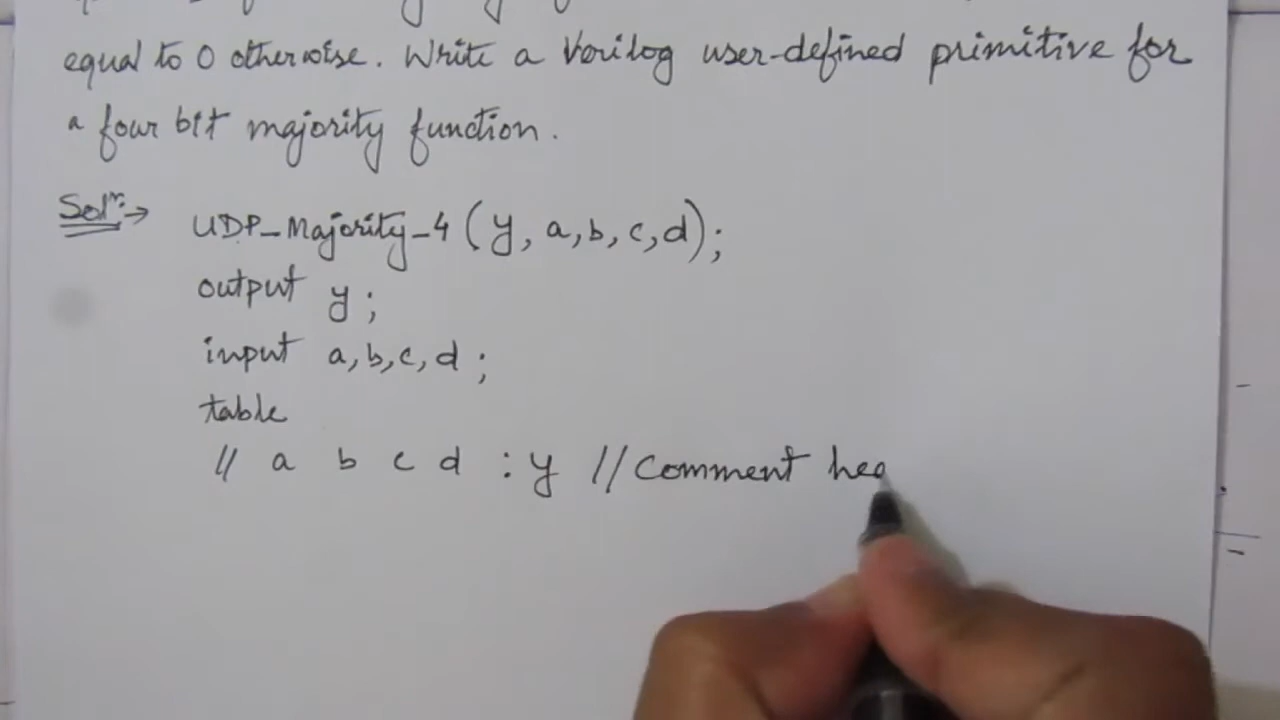 equal to 0 otherwise. Write a Verilog user-defined primitive for
a four bit majority function.
Solⁿ:→ UDP_Majority_4 (y, a,b,c,d);
output y;
input a,b,c,d;
table
// a b c d : y // Comment hea